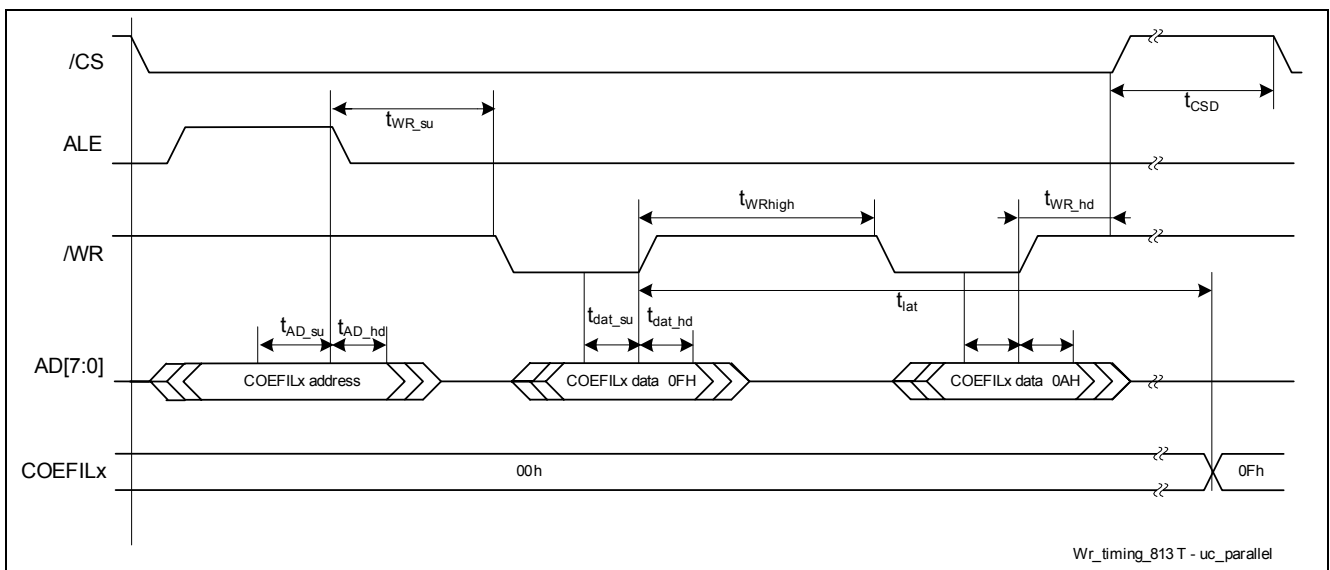 /CS
t_CSD
t_WR_su
ALE
t_WRhigh
t_WR_hd
/WR
t_lat
t_AD_su t_AD_hd
t_dat_su t_dat_hd
AD[7:0]
COEFILx address
COEFILx data 0FH
COEFILx data 0AH
COEFILx
00h
0Fh
Wr_timing_813 T - uc_parallel